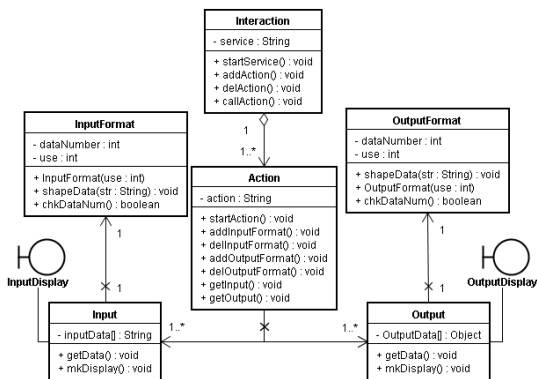 Interaction
- service : String
+ startService() : void
+ addAction() : void
+ delAction() : void
+ callAction() : void
1
1..*
InputFormat
- dataNumber : int
- use : int
+ InputFormat(use : int)
+ shapeData(str : String) : void
+ chkDataNum() : boolean
OutputFormat
- dataNumber : int
- use : int
+ shapeData(str : String) : void
+ OutputFormat(use : int)
+ chkDataNum() : boolean
Action
- action : String
+ startAction() : void
+ addInputFormat() : void
+ delInputFormat() : void
+ addOutputFormat() : void
+ delOutputFormat() : void
+ getInput() : void
+ getOutput() : void
1
1
InputDisplay
OutputDisplay
1
1
Input
- inputData[] : String
+ getData() : void
+ mkDisplay() : void
1..*
1..*
Output
- OutputData[] : Object
+ getData() : void
+ mkDisplay() : void